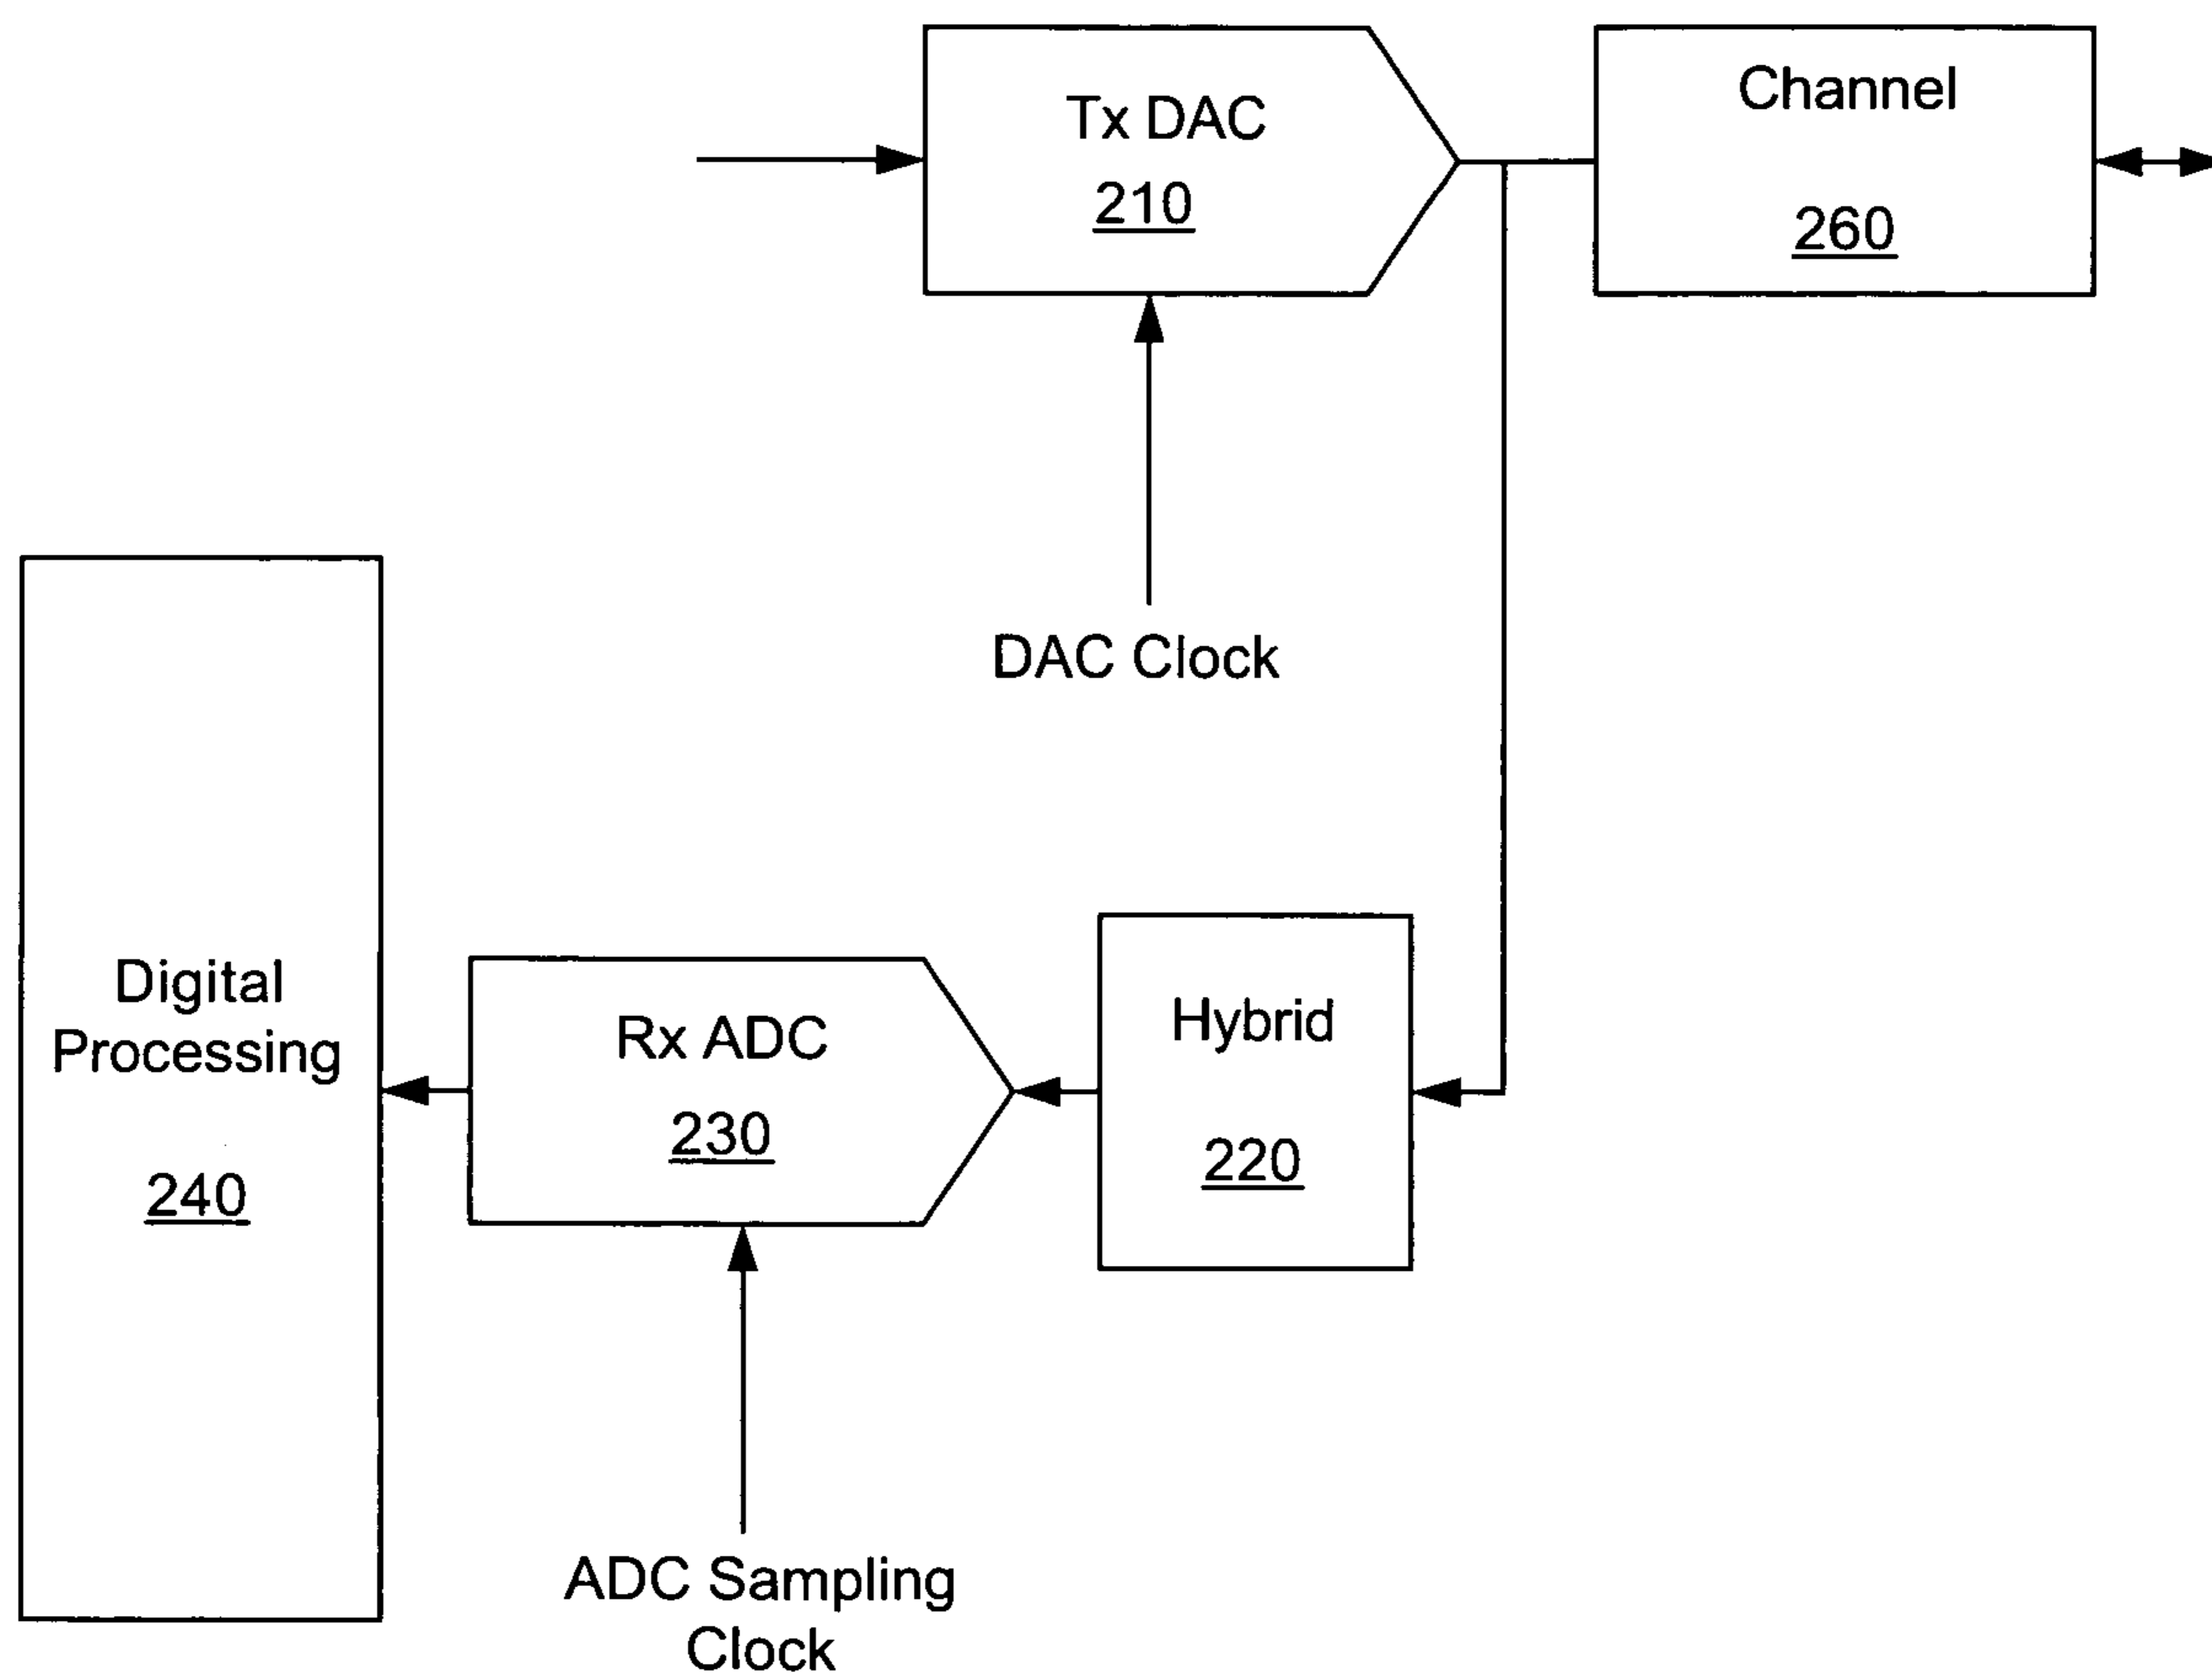 Tx DAC
210
Channel
260
DAC Clock
Digital
Processing
240
Rx ADC
230
Hybrid
220
ADC Sampling
Clock